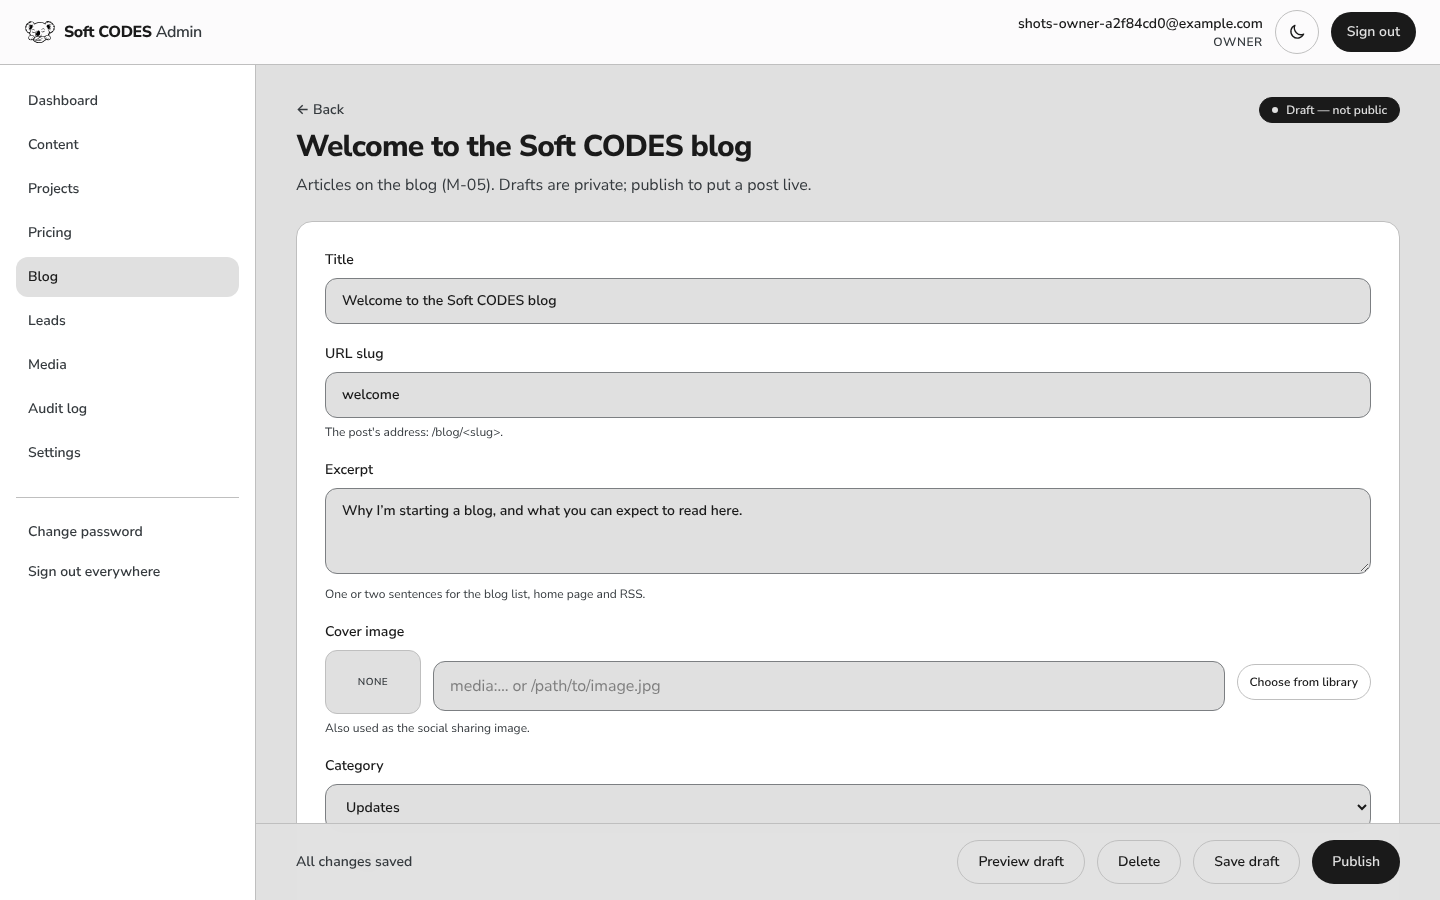 Soft CODES Admin
shots-owner-a2f84cd0@example.com
OWNER
Sign out
Dashboard
Content
Projects
Pricing
Blog
Leads
Media
Audit log
Settings
Change password
Sign out everywhere
← Back
Draft — not public
Welcome to the Soft CODES blog
Articles on the blog (M-05). Drafts are private; publish to put a post live.
Title
Welcome to the Soft CODES blog
URL slug
welcome
The post's address: /blog/<slug>.
Excerpt
Why I’m starting a blog, and what you can expect to read here.
One or two sentences for the blog list, home page and RSS.
Cover image
NONE
media:… or /path/to/image.jpg
Choose from library
Also used as the social sharing image.
Category
Updates
All changes saved
Preview draft
Delete
Save draft
Publish